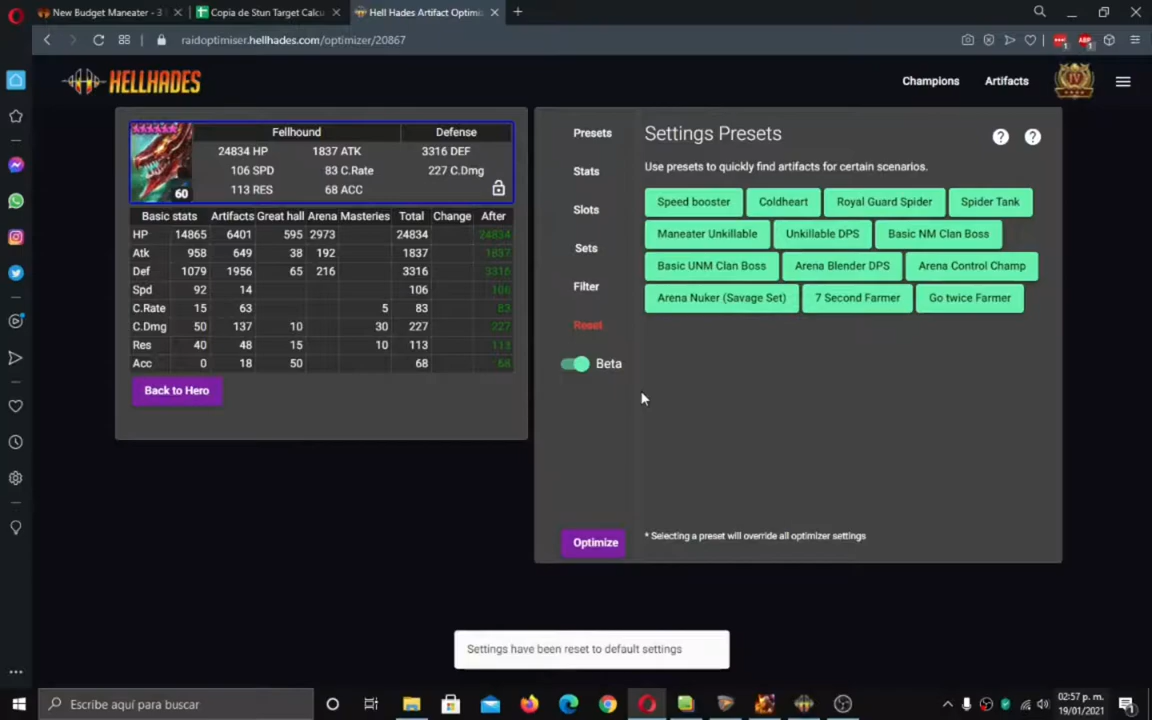 New Budget Maneater - 3
Copia de Stun Target Calcu
Hell Hades Artifact Optimi
raidoptimiser.hellhades.com/optimizer/20867
HELLHADES
Champions
Artifacts
IV
Fellhound
Defense
24834 HP
1837 ATK
3316 DEF
106 SPD
83 C.Rate
227 C.Dmg
113 RES
68 ACC
60
Basic stats Artifacts Great hall Arena Masteries Total Change After
HP 14865 6401 595 2973 24834 24834
Atk 958 649 38 192 1837 1837
Def 1079 1956 65 216 3316 3316
Spd 92 14 106 106
C.Rate 15 63 5 83 83
C.Dmg 50 137 10 30 227 227
Res 40 48 15 10 113 113
Acc 0 18 50 68 68
Back to Hero
Presets
Stats
Slots
Sets
Filter
Reset
Beta
Optimize
Settings Presets
? ?
Use presets to quickly find artifacts for certain scenarios.
Speed booster Coldheart Royal Guard Spider Spider Tank
Maneater Unkillable Unkillable DPS Basic NM Clan Boss
Basic UNM Clan Boss Arena Blender DPS Arena Control Champ
Arena Nuker (Savage Set) 7 Second Farmer Go twice Farmer
* Selecting a preset will override all optimizer settings
Settings have been reset to default settings
Escribe aquí para buscar
02:57 p. m.
19/01/2021